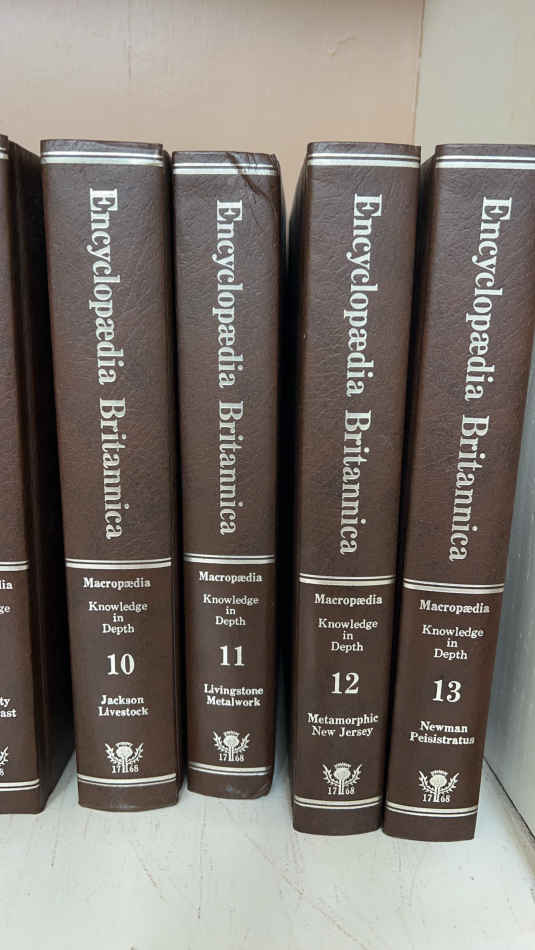 Encyclopædia Britannica
Macropædia
Knowledge
in
Depth
10
Jackson
Livestock
1768
Encyclopædia Britannica
Macropædia
Knowledge
in
Depth
11
Livingstone
Metalwork
1768
Encyclopædia Britannica
Macropædia
Knowledge
in
Depth
12
Metamorphic
New Jersey
1768
Encyclopædia Britannica
Macropædia
Knowledge
in
Depth
13
Newman
Peisistratus
1768